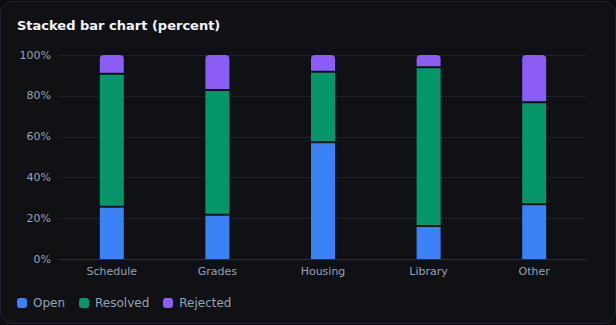 Stacked bar chart (percent)
100%
80%
60%
40%
20%
0%
Schedule Grades Housing Library Other
Open Resolved Rejected